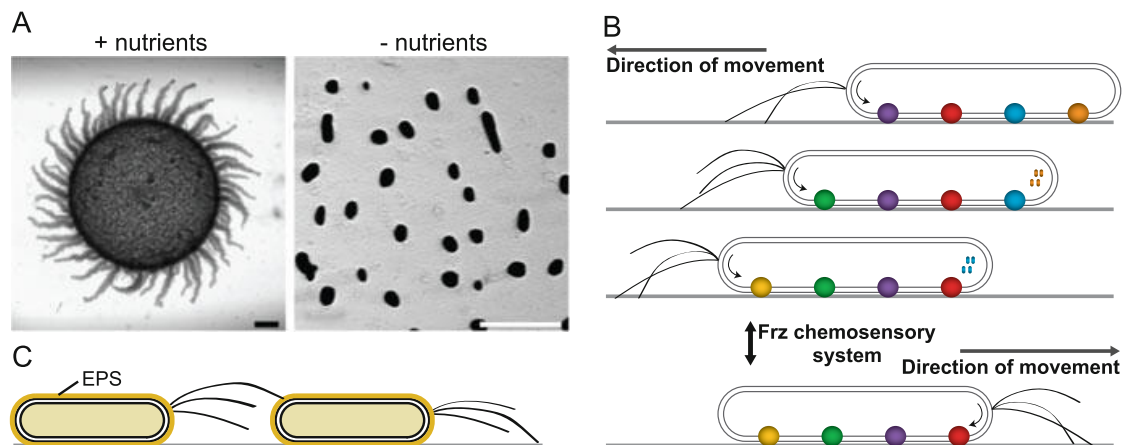 A
+ nutrients
- nutrients
B
Direction of movement
Frz chemosensory
system
Direction of movement
C
EPS